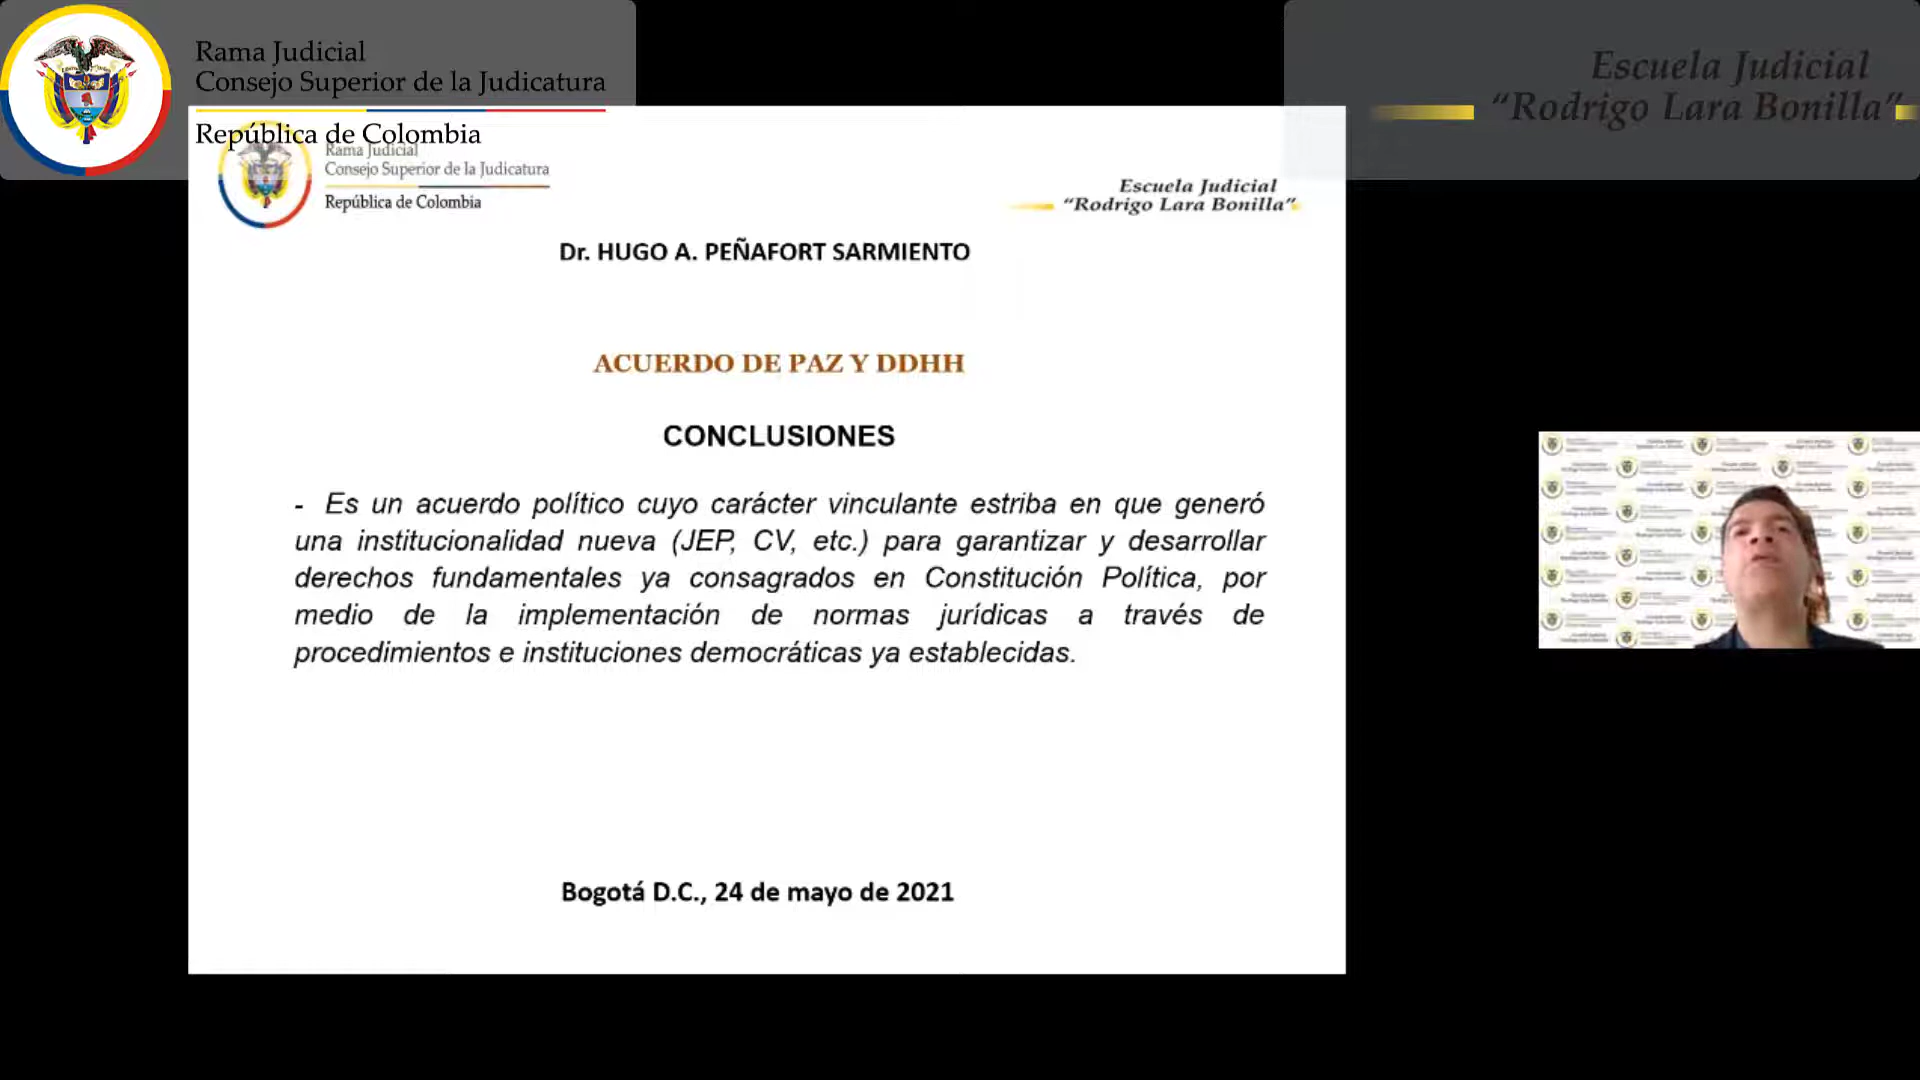 Rama Judicial
Consejo Superior de la Judicatura
República de Colombia
Escuela Judicial
“Rodrigo Lara Bonilla”
Rama Judicial
Consejo Superior de la Judicatura
República de Colombia
Escuela Judicial
“Rodrigo Lara Bonilla”
Dr. HUGO A. PEÑAFORT SARMIENTO
ACUERDO DE PAZ Y DDHH
CONCLUSIONES
- Es un acuerdo político cuyo carácter vinculante estriba en que generó
una institucionalidad nueva (JEP, CV, etc.) para garantizar y desarrollar
derechos fundamentales ya consagrados en Constitución Política, por
medio de la implementación de normas jurídicas a través de
procedimientos e instituciones democráticas ya establecidas.
Bogotá D.C., 24 de mayo de 2021